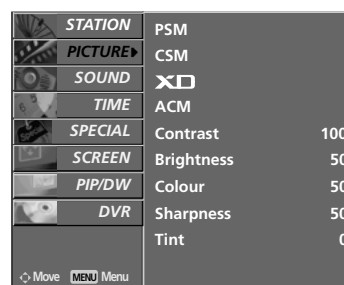 STATION
PICTURE
SOUND
TIME
SPECIAL
SCREEN
PIP/DW
DVR
Move MENU Menu
PSM
CSM
XD
ACM
Contrast 100
Brightness 50
Colour 50
Sharpness 50
Tint 0